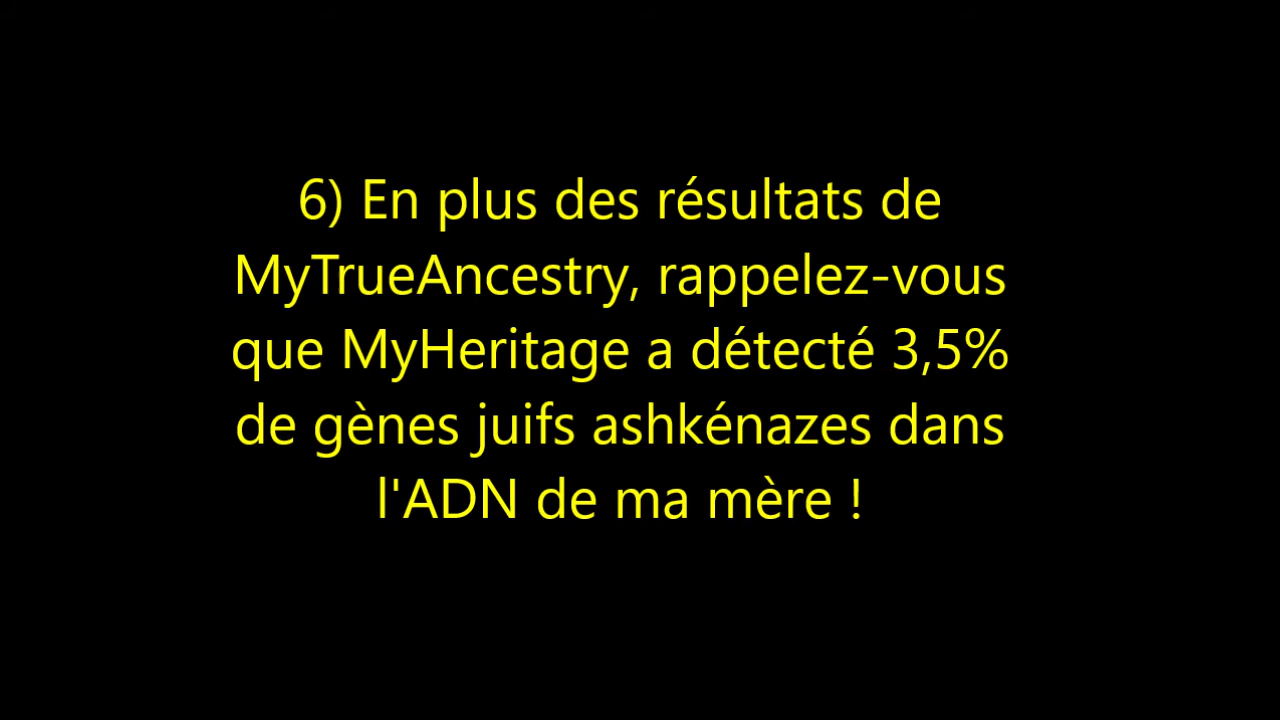 6) En plus des résultats de
MyTrueAncestry, rappelez-vous
que MyHeritage a détecté 3,5%
de gènes juifs ashkénazes dans
l'ADN de ma mère !